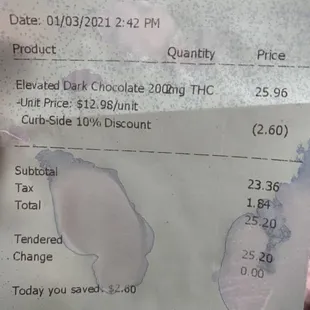 Date: 01/03/2021 2:42 PM
Product Quantity Price
Elevated Dark Chocolate 200mg THC 25.96
-Unit Price: $12.98/unit
Curb-Side 10% Discount (2.60)
Subtotal 23.36
Tax 1.84
Total 25.20
Tendered 25.20
Change 0.00
Today you saved: $2.60